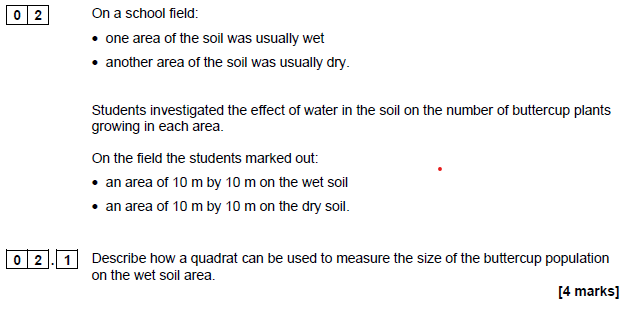 0 2 On a school field:
• one area of the soil was usually wet
• another area of the soil was usually dry.
Students investigated the effect of water in the soil on the number of buttercup plants
growing in each area.
On the field the students marked out:
• an area of 10 m by 10 m on the wet soil
• an area of 10 m by 10 m on the dry soil.
0 2 . 1 Describe how a quadrat can be used to measure the size of the buttercup population
on the wet soil area.
[4 marks]